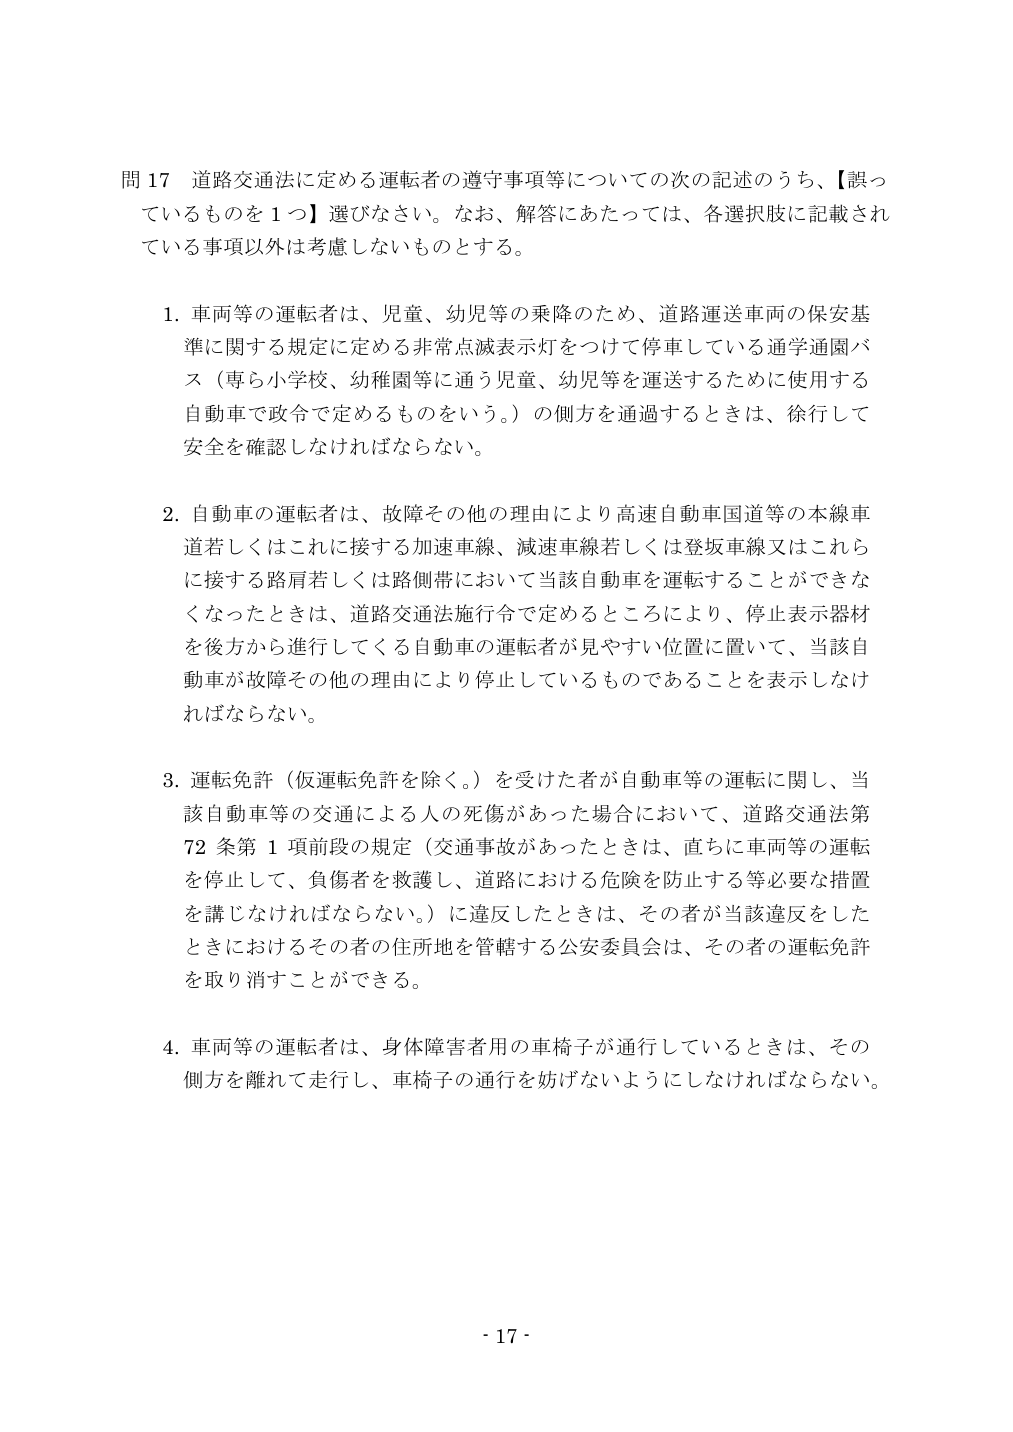 問 17　道路交通法に定める運転者の遵守事項等についての次の記述のうち、【誤っ
ているものを 1 つ】選びなさい。なお、解答にあたっては、各選択肢に記載され
ている事項以外は考慮しないものとする。
1. 車両等の運転者は、児童、幼児等の乗降のため、道路運送車両の保安基
準に関する規定に定める非常点滅表示灯をつけて停車している通学通園バ
ス（専ら小学校、幼稚園等に通う児童、幼児等を運送するために使用する
自動車で政令で定めるものをいう。）の側方を通過するときは、徐行して
安全を確認しなければならない。
2. 自動車の運転者は、故障その他の理由により高速自動車国道等の本線車
道若しくはこれに接する加速車線、減速車線若しくは登坂車線又はこれら
に接する路肩若しくは路側帯において当該自動車を運転することができな
くなったときは、道路交通法施行令で定めるところにより、停止表示器材
を後方から進行してくる自動車の運転者が見やすい位置に置いて、当該自
動車が故障その他の理由により停止しているものであることを表示しなけ
ればならない。
3. 運転免許（仮運転免許を除く。）を受けた者が自動車等の運転に関し、当
該自動車等の交通による人の死傷があった場合において、道路交通法第
72 条第 1 項前段の規定（交通事故があったときは、直ちに車両等の運転
を停止して、負傷者を救護し、道路における危険を防止する等必要な措置
を講じなければならない。）に違反したときは、その者が当該違反をした
ときにおけるその者の住所地を管轄する公安委員会は、その者の運転免許
を取り消すことができる。
4. 車両等の運転者は、身体障害者用の車椅子が通行しているときは、その
側方を離れて走行し、車椅子の通行を妨げないようにしなければならない。
- 17 -